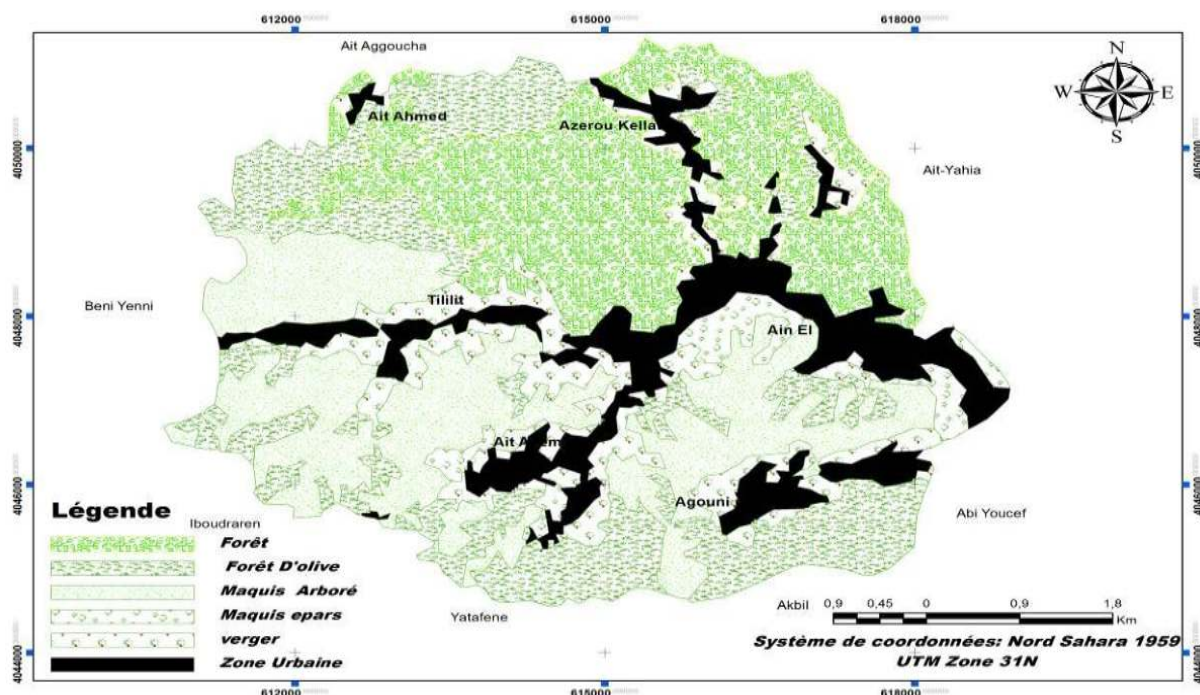 612000
615000
618000
Ait Aggoucha
N
W
E
S
Ait Ahmed
Azerou Kella
4050000
4050000
Ait-Yahia
Beni Yenni
Tililit
4048000
4048000
Ain El
Agouni
4046000
4046000
Abi Youcef
Légende
Iboudraren
Forêt
Forêt D'olive
Maquis Arboré
Maquis epars
verger
Zone Urbaine
Yatafene
Akbil
0,9 0,45 0 0,9 1,8
Km
Système de coordonnées: Nord Sahara 1959
UTM Zone 31N
4044000
612000
615000
618000